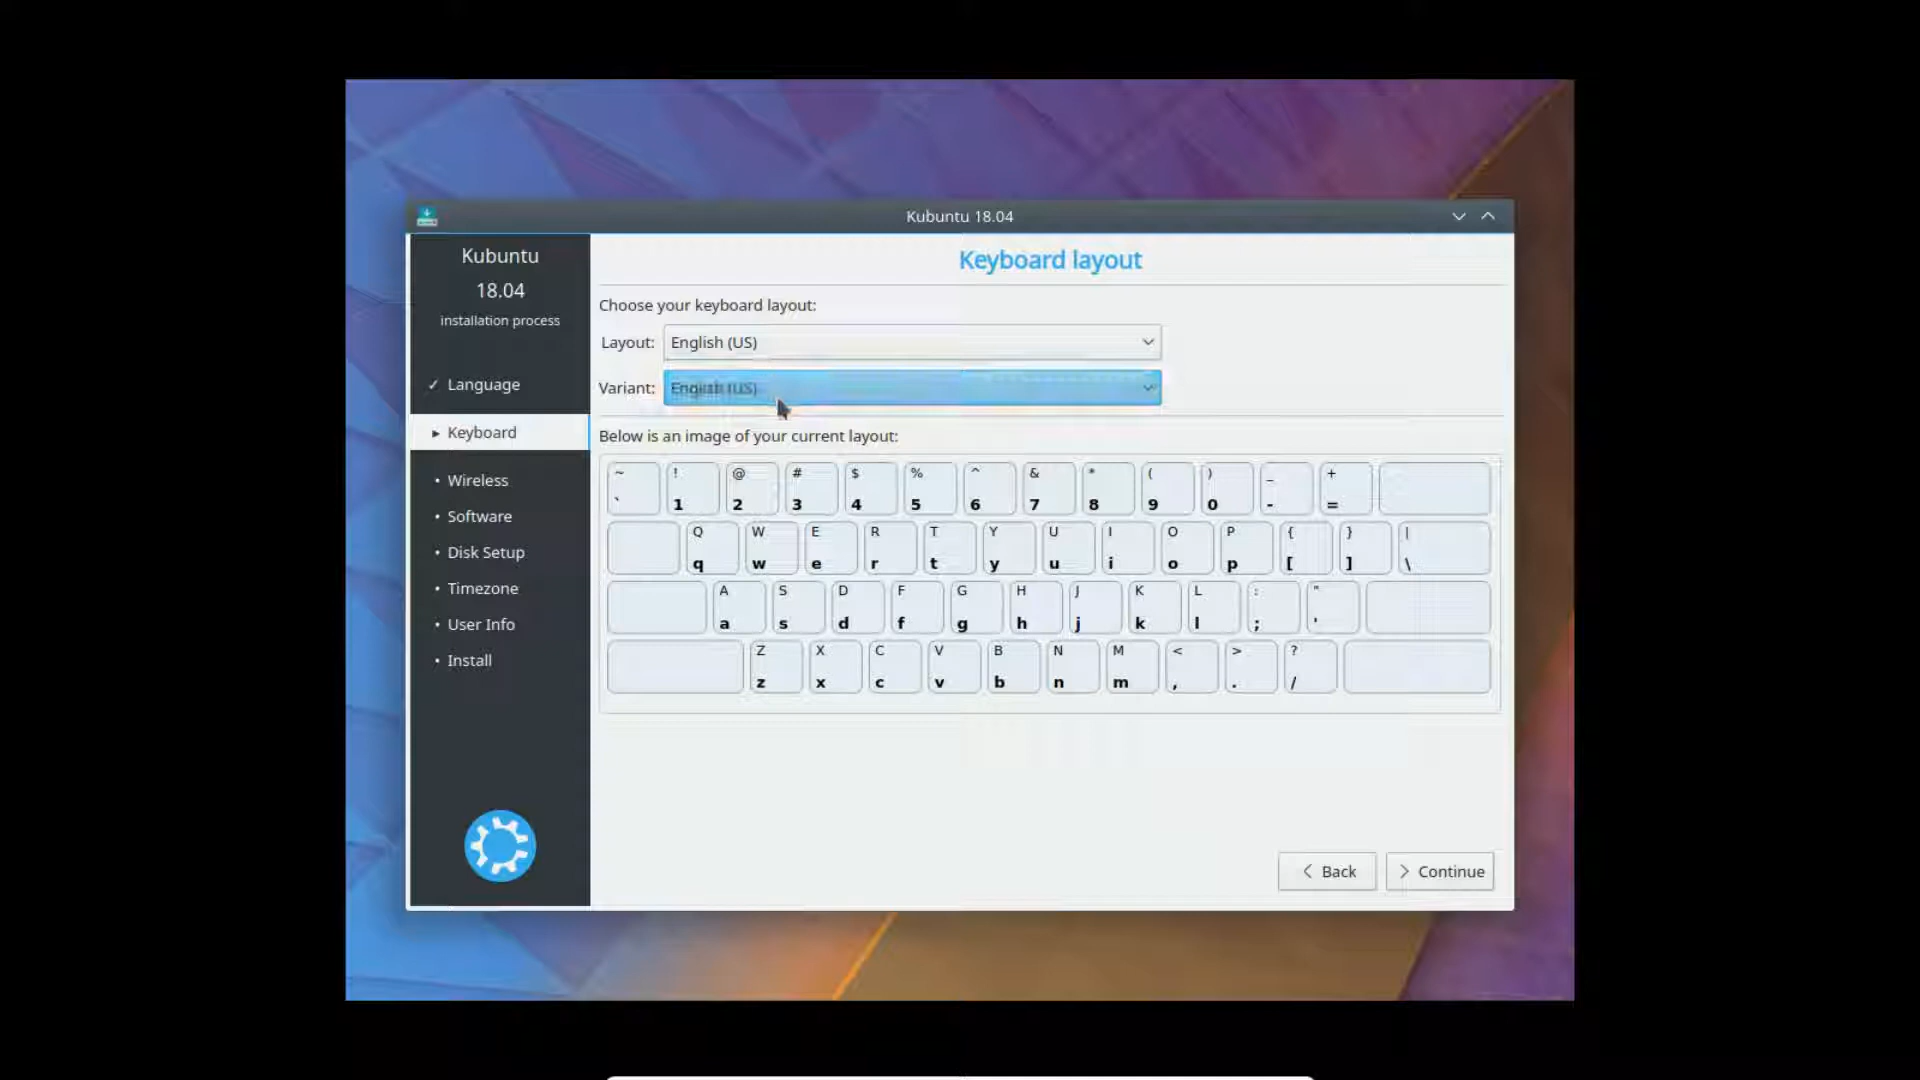 Kubuntu 18.04
Kubuntu
18.04
installation process
✓ Language
▸ Keyboard
• Wireless
• Software
• Disk Setup
• Timezone
• User Info
• Install
Keyboard layout
Choose your keyboard layout:
Layout: English (US)
Variant: English (US)
Below is an image of your current layout:
~ ! @ # $ % ^ & * ( ) _ +
` 1 2 3 4 5 6 7 8 9 0 - =
Q W E R T Y U I O P { } |
q w e r t y u i o p [ ] \
A S D F G H J K L : "
a s d f g h j k l ; '
Z X C V B N M < > ?
z x c v b n m , . /
Back
Continue